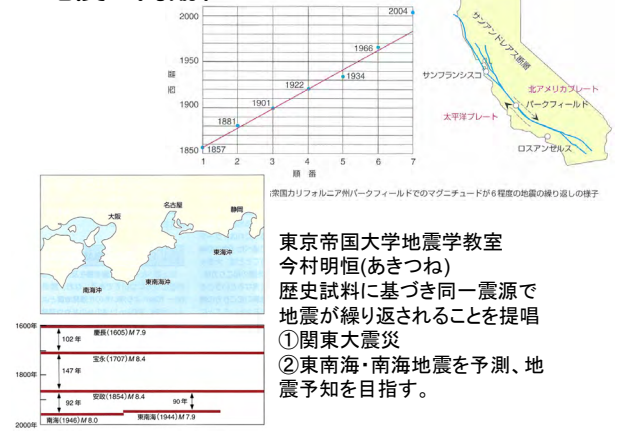 2000
1950
1900
1850
2004
1966
1934
1922
1901
1881
1857
1 2 3 4 5 6 7
順 番
サンアンドレアス断層
サンフランシスコ
北アメリカプレート
パークフィールド
太平洋プレート
ロスアンゼルス
衆国カリフォルニア州パークフィールドでのマグニチュードが6程度の地震の繰り返しの様子
大阪
名古屋
静岡
東海沖
東南海沖
南海沖
東京帝国大学地震学教室
今村明恒(あきつね)
歴史試料に基づき同一震源で
地震が繰り返されることを提唱
①関東大震災
②東南海・南海地震を予測、地
震予知を目指す。
1600年
慶長(1605)M 7.9
102 年
宝永(1707)M 8.4
147 年
1800年
安政(1854)M 8.4
92 年
90 年
2000年
南海(1946)M 8.0
東南海(1944)M 7.9